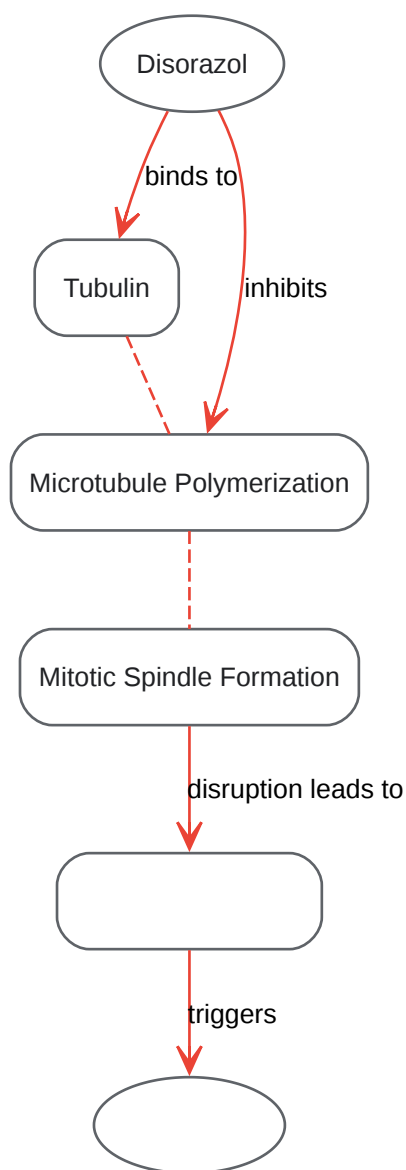 Disorazol
binds to
Tubulin
inhibits
Microtubule Polymerization
Mitotic Spindle Formation
disruption leads to
triggers